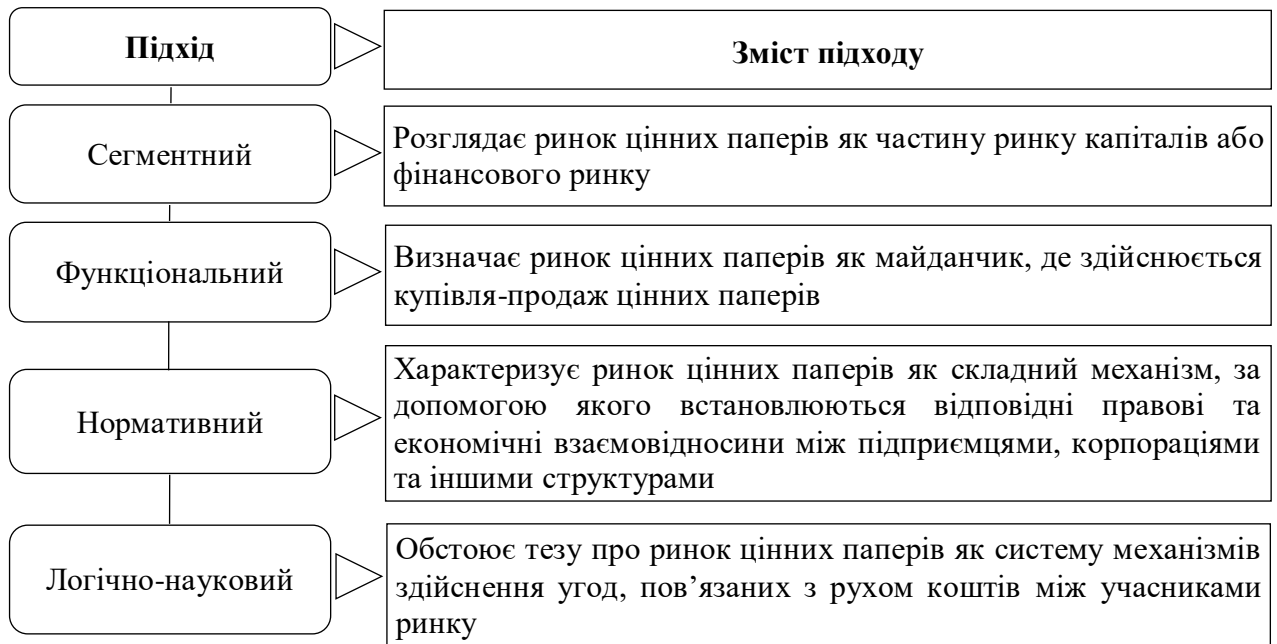 Підхід
Зміст підходу
Сегментний
Розглядає ринок цінних паперів як частину ринку капіталів або
фінансового ринку
Функціональний
Визначає ринок цінних паперів як майданчик, де здійснюється
купівля-продаж цінних паперів
Нормативний
Характеризує ринок цінних паперів як складний механізм, за
допомогою якого встановлюються відповідні правові та
економічні взаємовідносини між підприємцями, корпораціями
та іншими структурами
Логічно-науковий
Обстоює тезу про ринок цінних паперів як систему механізмів
здійснення угод, пов’язаних з рухом коштів між учасниками
ринку